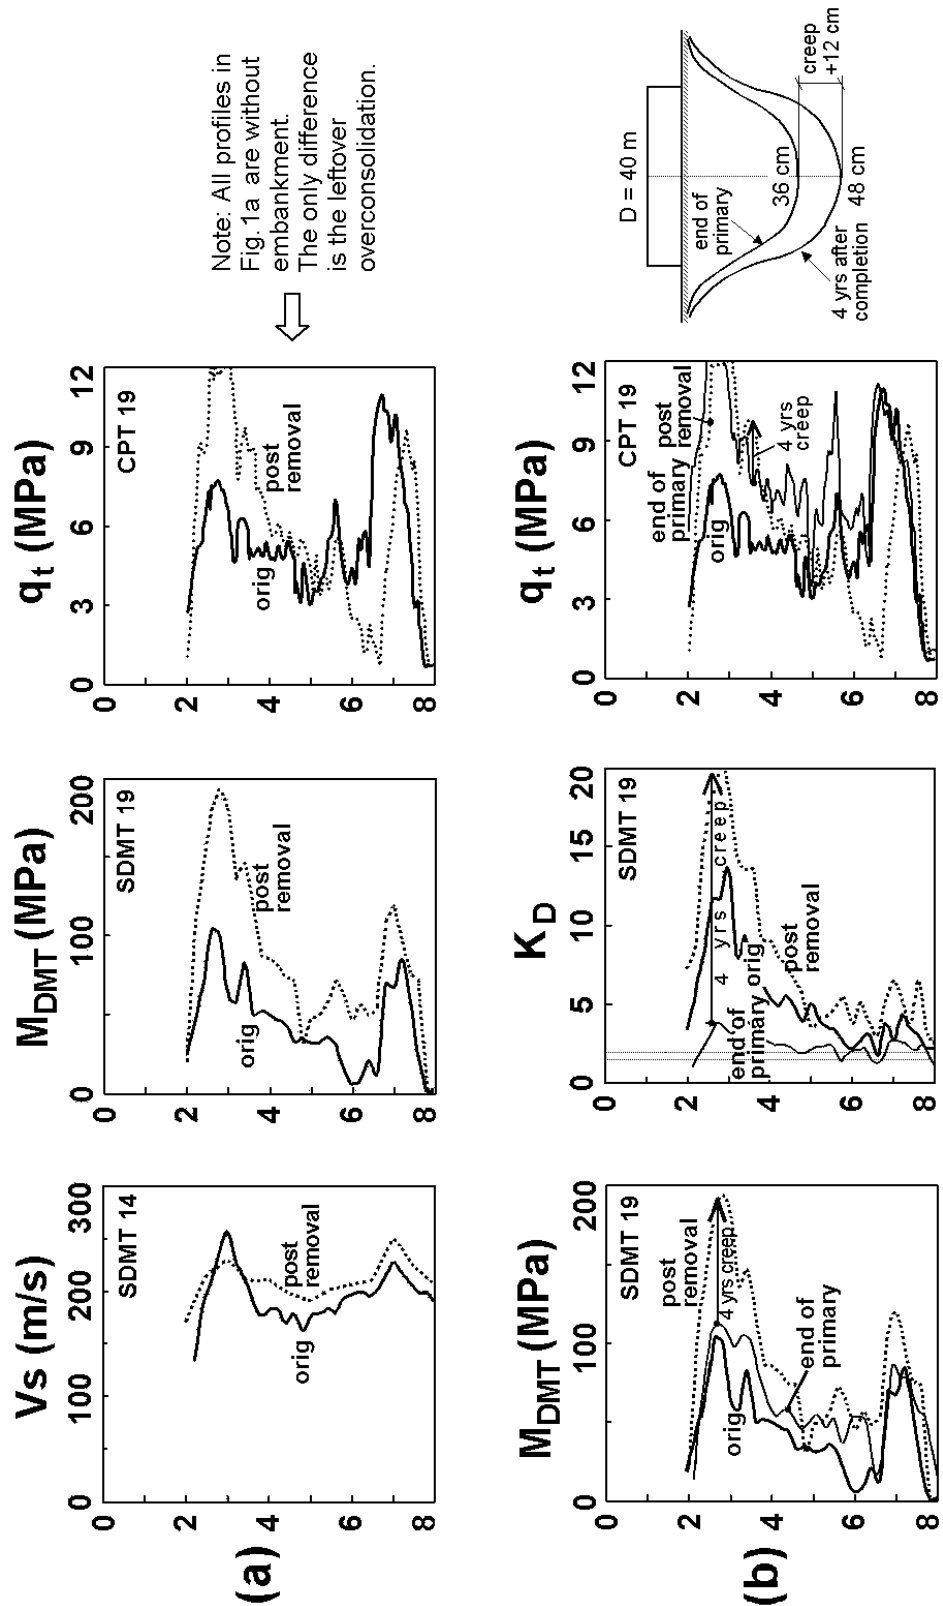 Vs (m/s)
0 100 200 300
SDMT 14
0
2
4
6
8
orig
post
removal
(a)
M_DMT (MPa)
0 100 200
SDMT 19
0
2
4
6
8
orig
post
removal
q_t (MPa)
0 3 6 9 12
CPT 19
0
2
4
6
8
orig
post
removal
Note: All profiles in
Fig.1a are without
embankment.
The only difference
is the leftover
overconsolidation.
M_DMT (MPa)
0 100 200
SDMT 19
0
2
4
6
8
post
removal
4 yrs creep
orig
end of
primary
(b)
K_D
0 5 10 15 20
SDMT 19
0
2
4
6
8
4 yrs creep
end of
primary
orig
post
removal
q_t (MPa)
0 3 6 9 12
CPT 19
0
2
4
6
8
end of
primary
post
removal
orig
4 yrs
creep
D = 40 m
end of
primary
36 cm
creep
+12 cm
4 yrs after
completion
48 cm